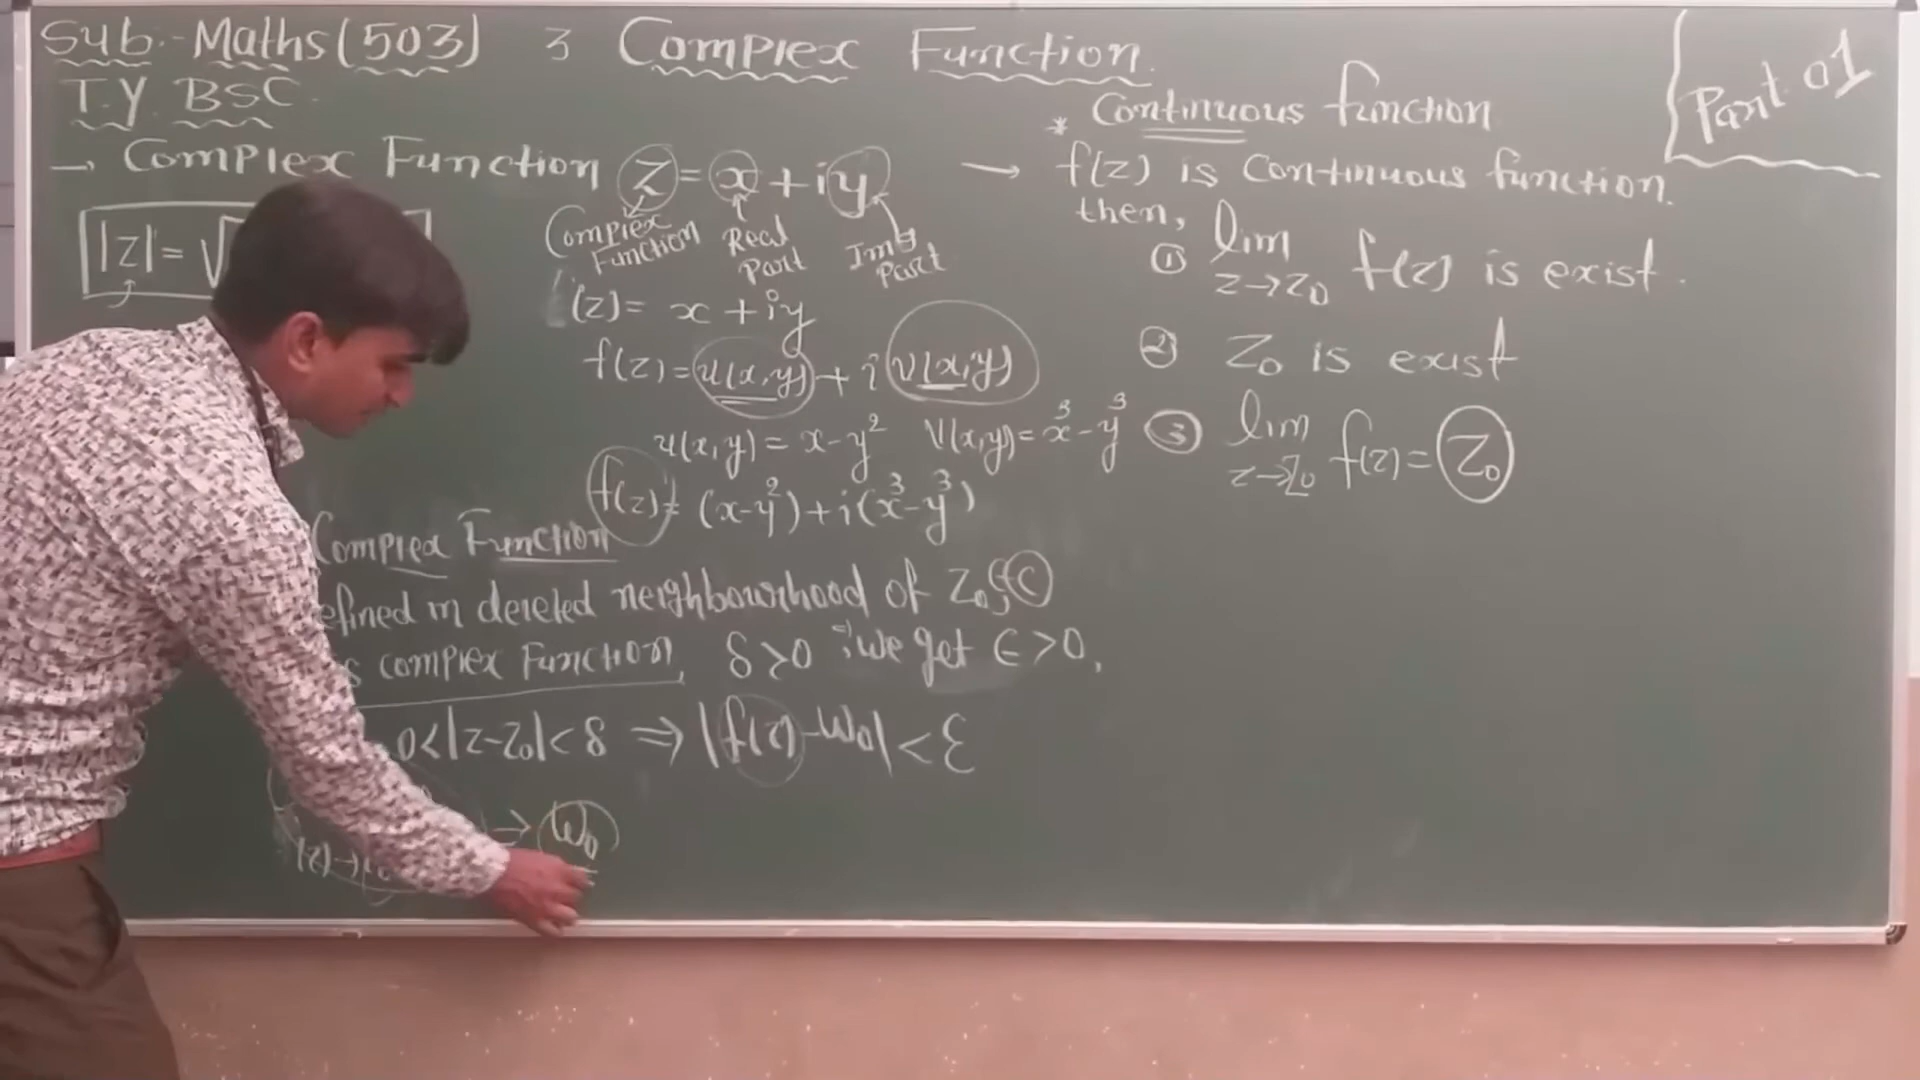 Sub.-Maths(503) 3 Complex Function.
T.Y. BSC.
→ Complex Function Z = x + iy
|Z| = √
Complex Function Real Part Img Part
(z) = x + iy
f(z) = u(x,y) + i v(x,y)
u(x,y) = x-y² V(x,y) = x³-y³
f(z) = (x-y²)+i(x³-y³)
Complex Function
efined in deleted neighbourhood of Z₀
s complex Function, δ>0 we get ∈>0,
0<|z-z₀|<δ ⇒ |f(z)-w₀|<ε
⇒ w₀
Part 01
* Continuous function
→ f(z) is Continuous function.
then,
① lim z→z₀ f(z) is exist.
② Z₀ is exist
③ lim z→z₀ f(z) = Z₀